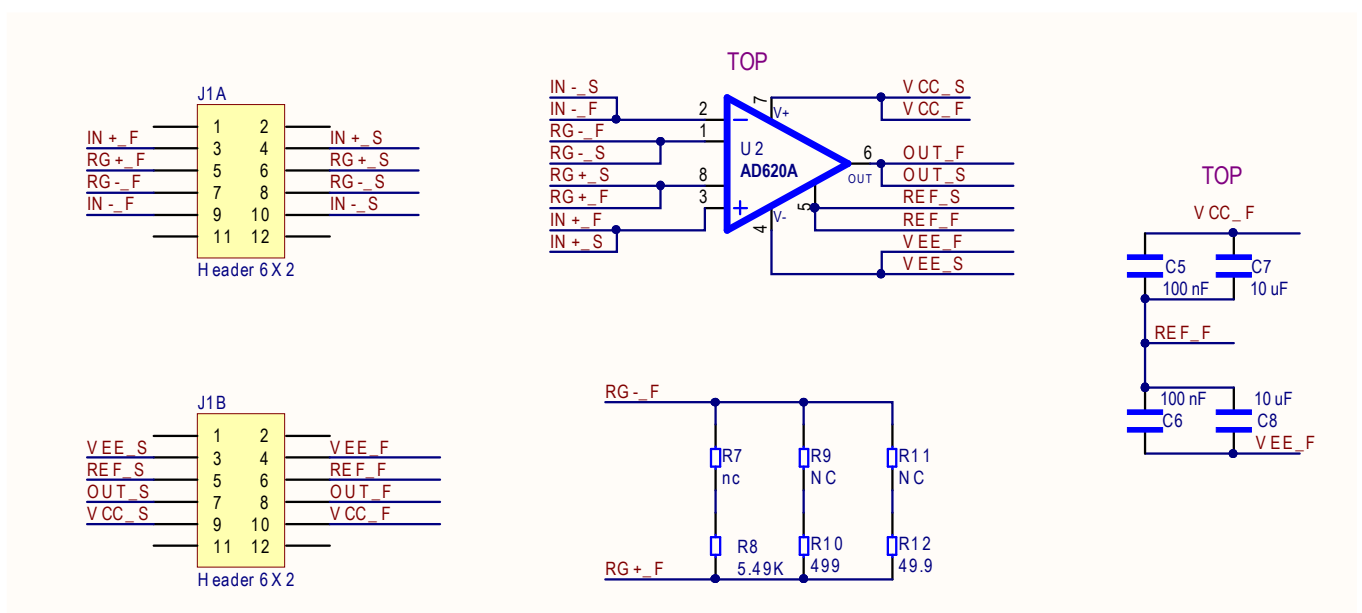 TOP
J1A
1 2
IN+_F 3 4 IN+_S
RG+_F 5 6 RG+_S
RG-_F 7 8 RG-_S
IN-_F 9 10 IN-_S
11 12
Header 6X2
IN-_S
IN-_F
RG-_F
RG-_S
RG+_S
RG+_F
IN+_F
IN+_S
2
1
8
3
7
V+
U2
AD620A
6
OUT
5
V-
4
VCC_S
VCC_F
OUT_F
OUT_S
REF_S
REF_F
VEE_F
VEE_S
TOP
VCC_F
C5
100 nF
C7
10 uF
REF_F
100 nF
C6
10 uF
C8
VEE_F
J1B
1 2
VEE_S 3 4 VEE_F
REF_S 5 6 REF_F
OUT_S 7 8 OUT_F
VCC_S 9 10 VCC_F
11 12
Header 6X2
RG-_F
R7
nc
R9
NC
R11
NC
R8
5.49K
R10
499
R12
49.9
RG+_F